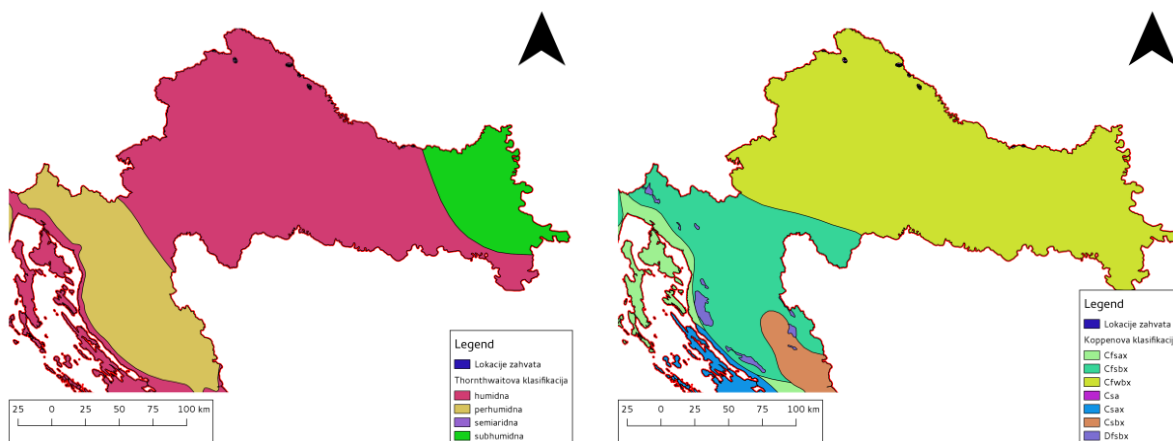 Legend
Lokacije zahvata
Thornthwaitova klasifikacija
humidna
perhumidna
semiaridna
subhumidna
25 0 25 50 75 100 km
Legend
Lokacije zahvata
Koppenova klasifikacij
Cfsax
Cfsbx
Cfwbx
Csa
Csax
Csbx
Dfsbx
25 0 25 50 75 100 km